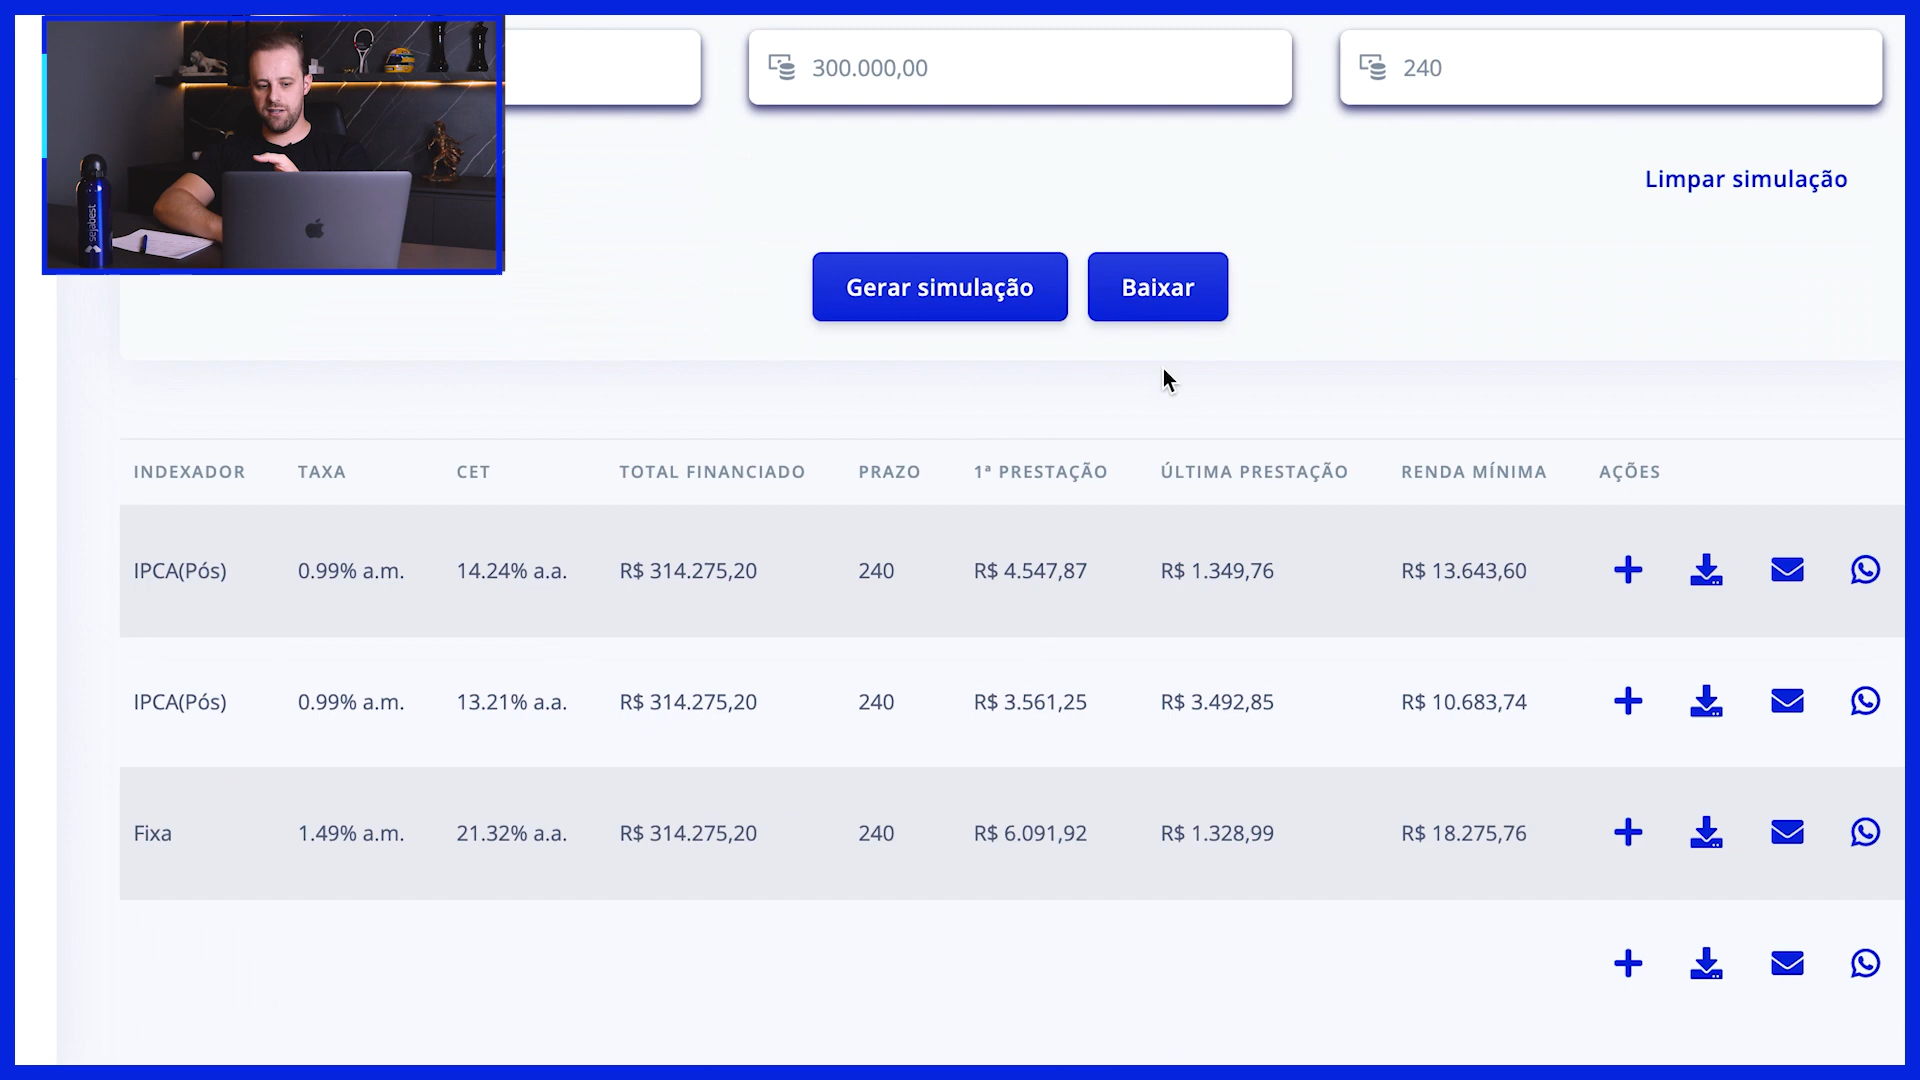 300.000,00
240
sejabest
Limpar simulação
Gerar simulação
Baixar
INDEXADOR TAXA CET TOTAL FINANCIADO PRAZO 1ª PRESTAÇÃO ÚLTIMA PRESTAÇÃO RENDA MÍNIMA AÇÕES
IPCA(Pós) 0.99% a.m. 14.24% a.a. R$ 314.275,20 240 R$ 4.547,87 R$ 1.349,76 R$ 13.643,60
IPCA(Pós) 0.99% a.m. 13.21% a.a. R$ 314.275,20 240 R$ 3.561,25 R$ 3.492,85 R$ 10.683,74
Fixa 1.49% a.m. 21.32% a.a. R$ 314.275,20 240 R$ 6.091,92 R$ 1.328,99 R$ 18.275,76